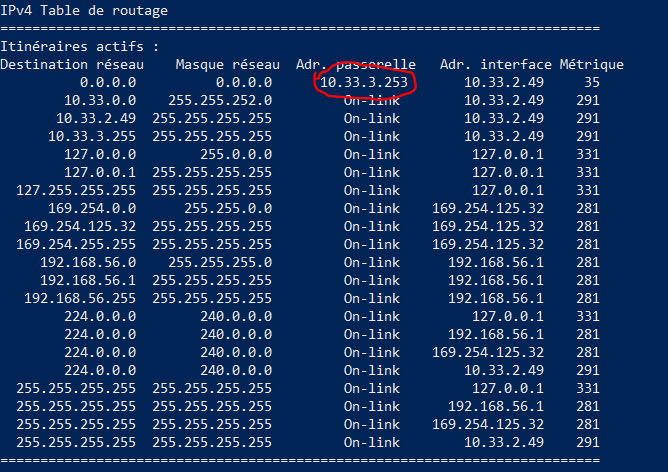 IPv4 Table de routage
===========================================================================
Itinéraires actifs :
Destination réseau    Masque réseau  Adr. passerelle   Adr. interface Métrique
0.0.0.0          0.0.0.0      10.33.3.253       10.33.2.49     35
10.33.0.0    255.255.252.0         On-link        10.33.2.49    291
10.33.2.49  255.255.255.255         On-link        10.33.2.49    291
10.33.3.255  255.255.255.255         On-link        10.33.2.49    291
127.0.0.0        255.0.0.0         On-link         127.0.0.1    331
127.0.0.1  255.255.255.255         On-link         127.0.0.1    331
127.255.255.255  255.255.255.255         On-link         127.0.0.1    331
169.254.0.0      255.255.0.0         On-link    169.254.125.32    281
169.254.125.32  255.255.255.255         On-link    169.254.125.32    281
169.254.255.255  255.255.255.255         On-link    169.254.125.32    281
192.168.56.0    255.255.255.0         On-link      192.168.56.1    281
192.168.56.1  255.255.255.255         On-link      192.168.56.1    281
192.168.56.255  255.255.255.255         On-link      192.168.56.1    281
224.0.0.0        240.0.0.0         On-link         127.0.0.1    331
224.0.0.0        240.0.0.0         On-link      192.168.56.1    281
224.0.0.0        240.0.0.0         On-link    169.254.125.32    281
224.0.0.0        240.0.0.0         On-link        10.33.2.49    291
255.255.255.255  255.255.255.255         On-link         127.0.0.1    331
255.255.255.255  255.255.255.255         On-link      192.168.56.1    281
255.255.255.255  255.255.255.255         On-link    169.254.125.32    281
255.255.255.255  255.255.255.255         On-link        10.33.2.49    291
===========================================================================